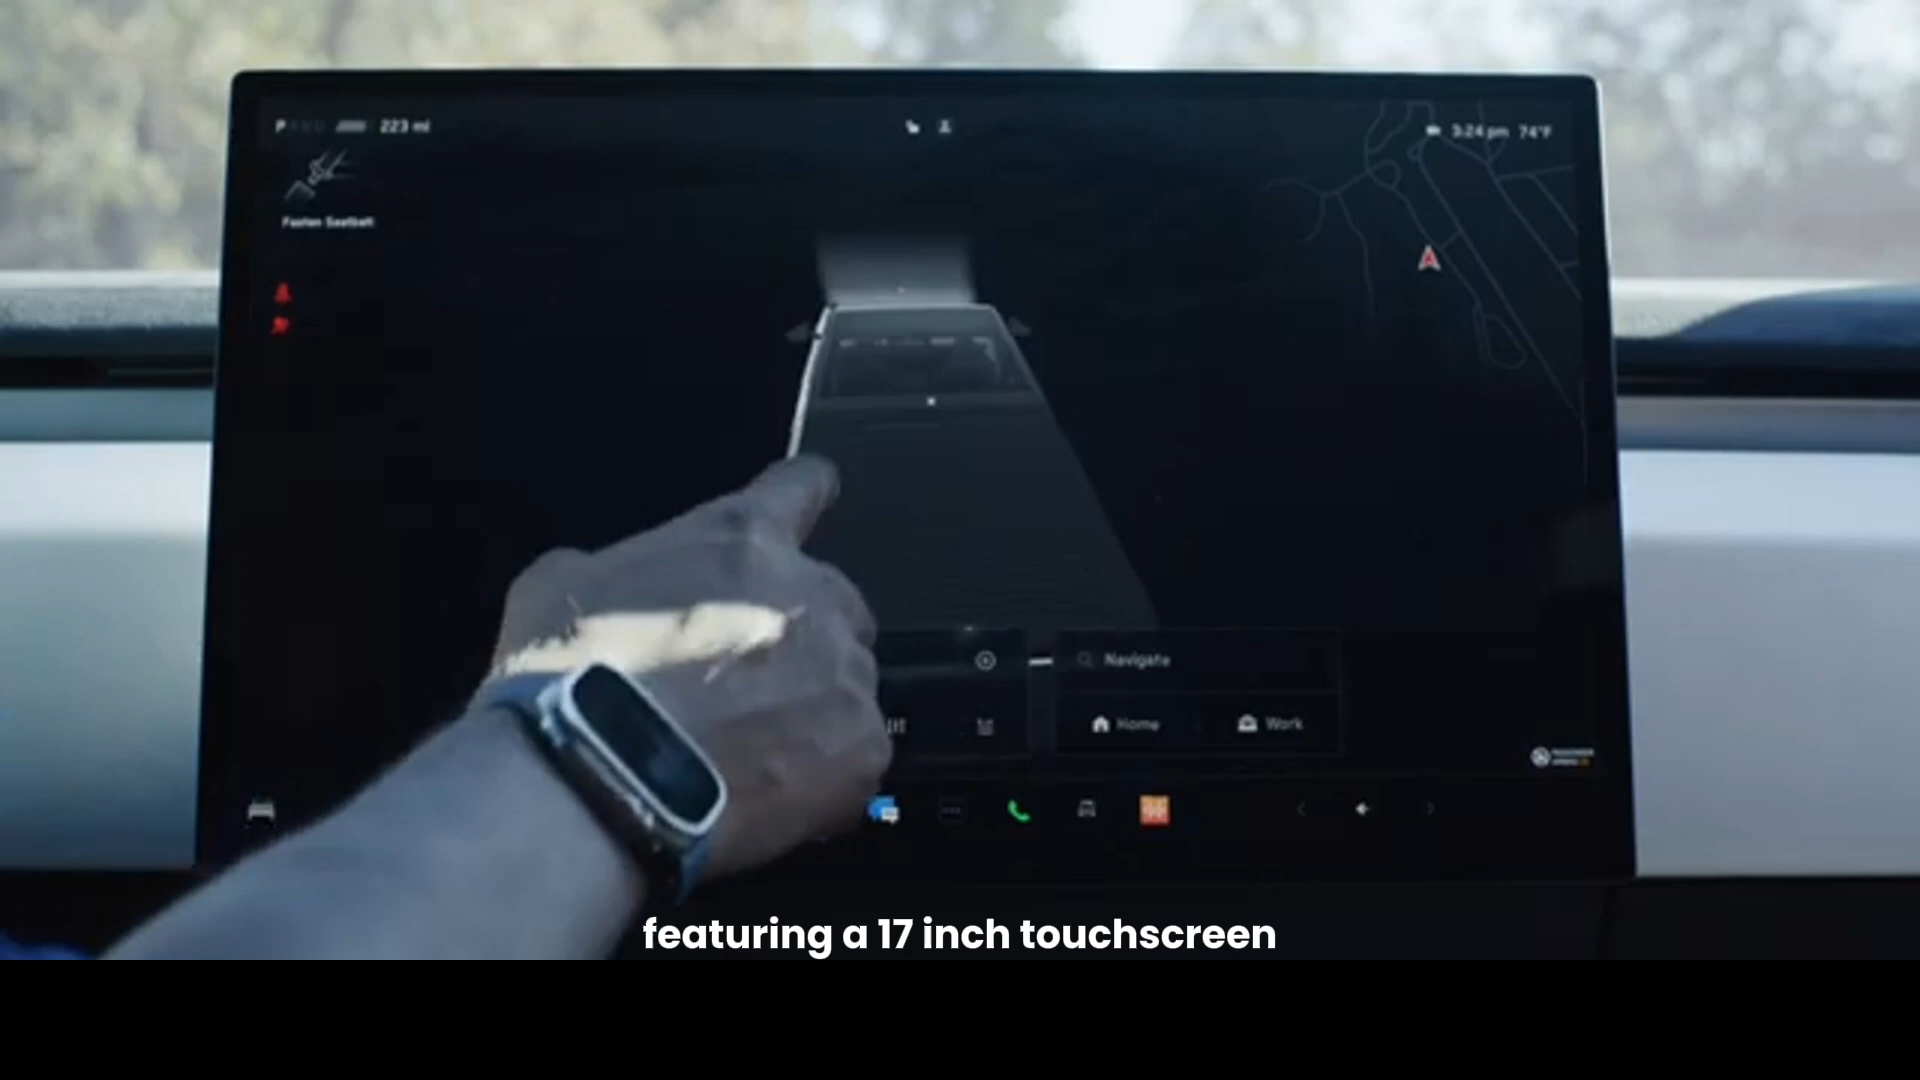 P R N D 223 mi
3:24 pm 74°F
Fasten Seatbelt
Navigate
Home
Work
featuring a 17 inch touchscreen